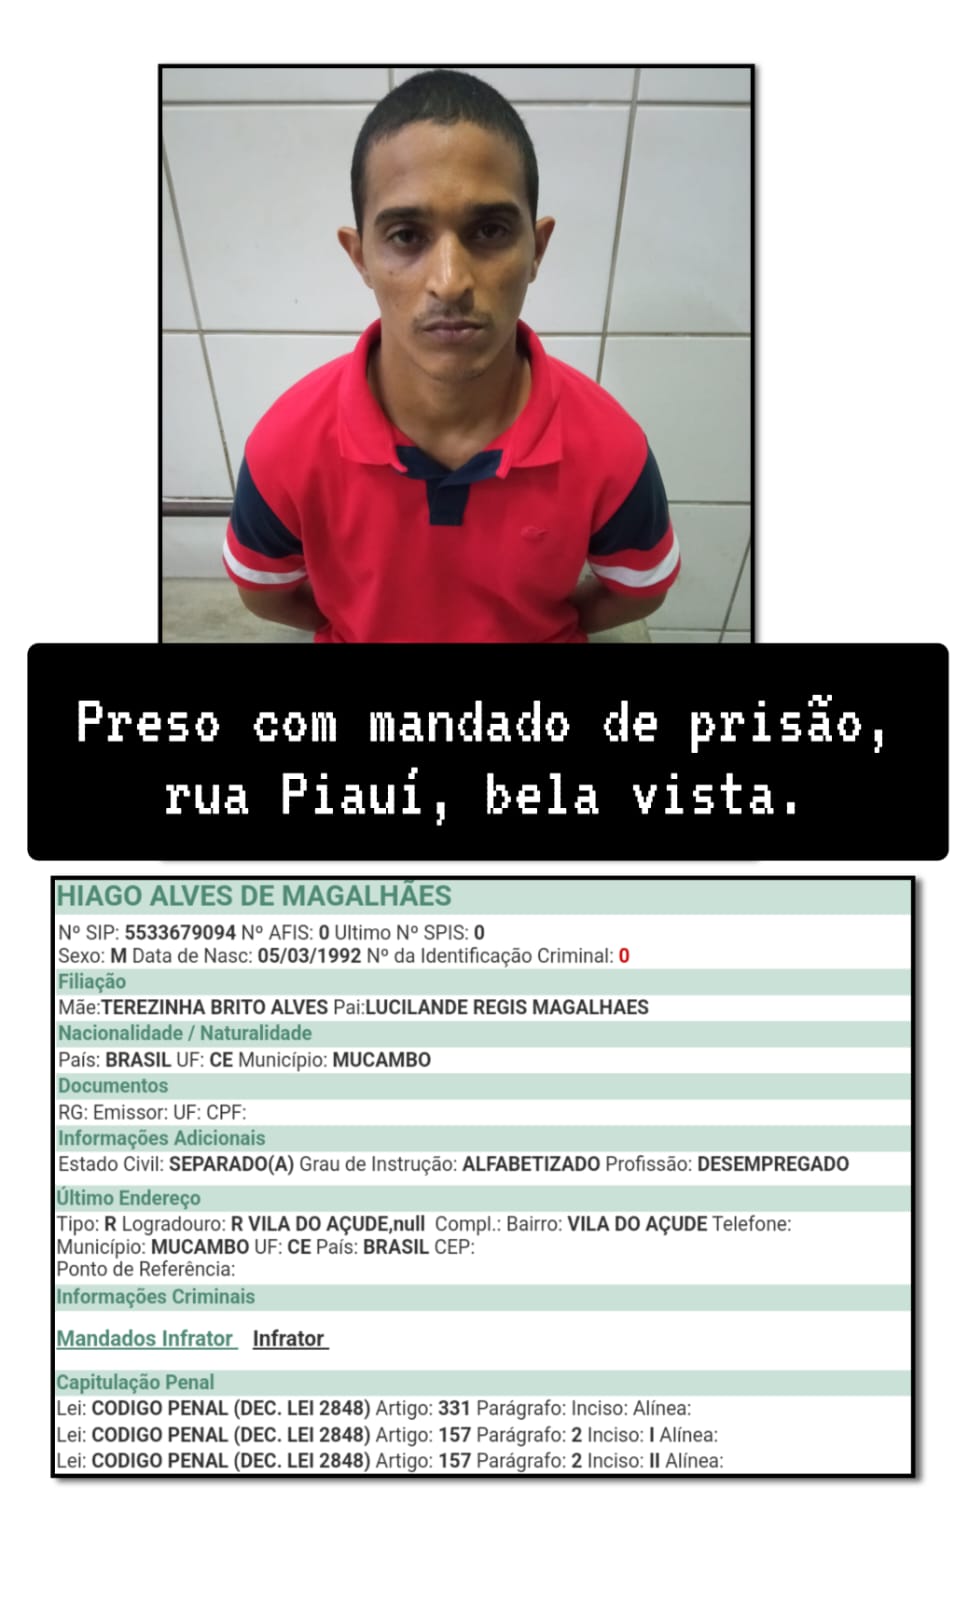 Preso com mandado de prisão,
rua Piauí, bela vista.
HIAGO ALVES DE MAGALHÃES
Nº SIP: 5533679094 Nº AFIS: 0 Ultimo Nº SPIS: 0
Sexo: M Data de Nasc: 05/03/1992 Nº da Identificação Criminal: 0
Filiação
Mãe:TEREZINHA BRITO ALVES Pai:LUCILANDE REGIS MAGALHAES
Nacionalidade / Naturalidade
País: BRASIL UF: CE Município: MUCAMBO
Documentos
RG: Emissor: UF: CPF:
Informações Adicionais
Estado Civil: SEPARADO(A) Grau de Instrução: ALFABETIZADO Profissão: DESEMPREGADO
Último Endereço
Tipo: R Logradouro: R VILA DO AÇUDE,null Compl.: Bairro: VILA DO AÇUDE Telefone:
Município: MUCAMBO UF: CE País: BRASIL CEP:
Ponto de Referência:
Informações Criminais
Mandados Infrator Infrator
Capitulação Penal
Lei: CODIGO PENAL (DEC. LEI 2848) Artigo: 331 Parágrafo: Inciso: Alínea:
Lei: CODIGO PENAL (DEC. LEI 2848) Artigo: 157 Parágrafo: 2 Inciso: I Alínea:
Lei: CODIGO PENAL (DEC. LEI 2848) Artigo: 157 Parágrafo: 2 Inciso: II Alínea: